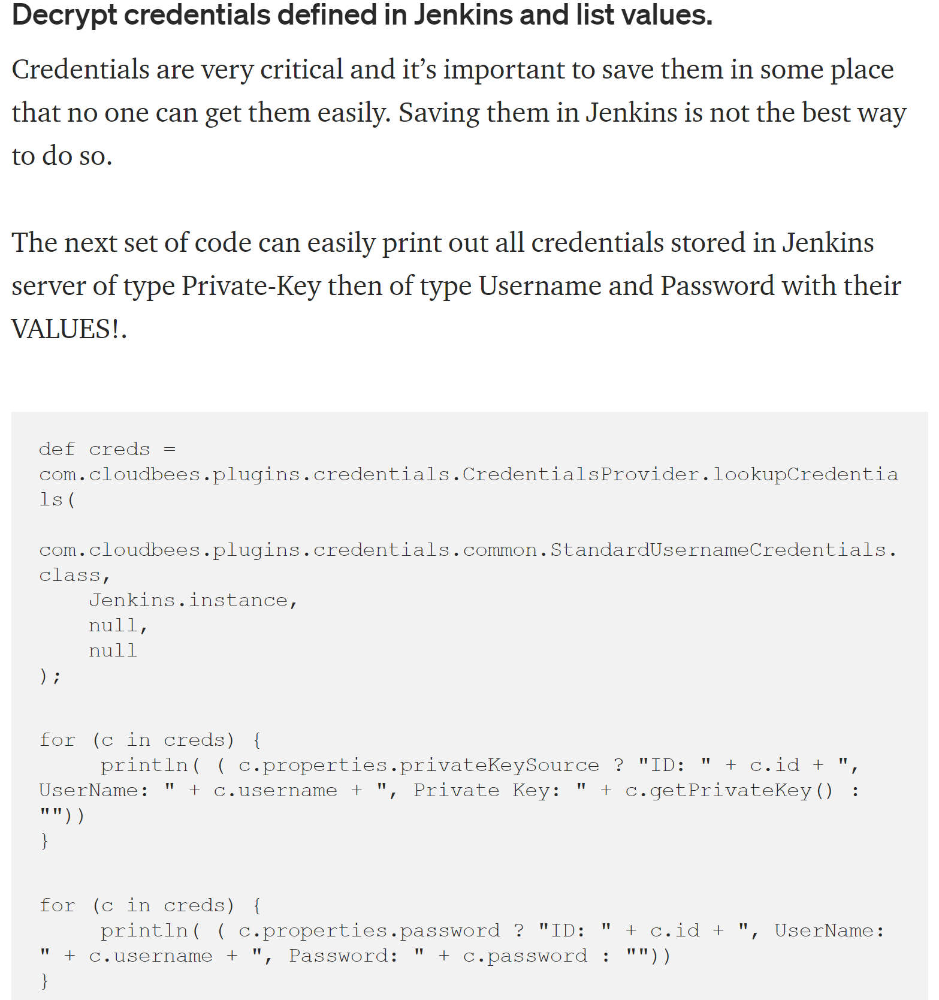 Decrypt credentials defined in Jenkins and list values.
Credentials are very critical and it’s important to save them in some place
that no one can get them easily. Saving them in Jenkins is not the best way
to do so.
The next set of code can easily print out all credentials stored in Jenkins
server of type Private-Key then of type Username and Password with their
VALUES!.
def creds =
com.cloudbees.plugins.credentials.CredentialsProvider.lookupCredentia
ls(
com.cloudbees.plugins.credentials.common.StandardUsernameCredentials.
class,
    Jenkins.instance,
    null,
    null
);
for (c in creds) {
     println( ( c.properties.privateKeySource ? "ID: " + c.id + ",
UserName: " + c.username + ", Private Key: " + c.getPrivateKey() :
""))
}
for (c in creds) {
     println( ( c.properties.password ? "ID: " + c.id + ", UserName:
" + c.username + ", Password: " + c.password : ""))
}